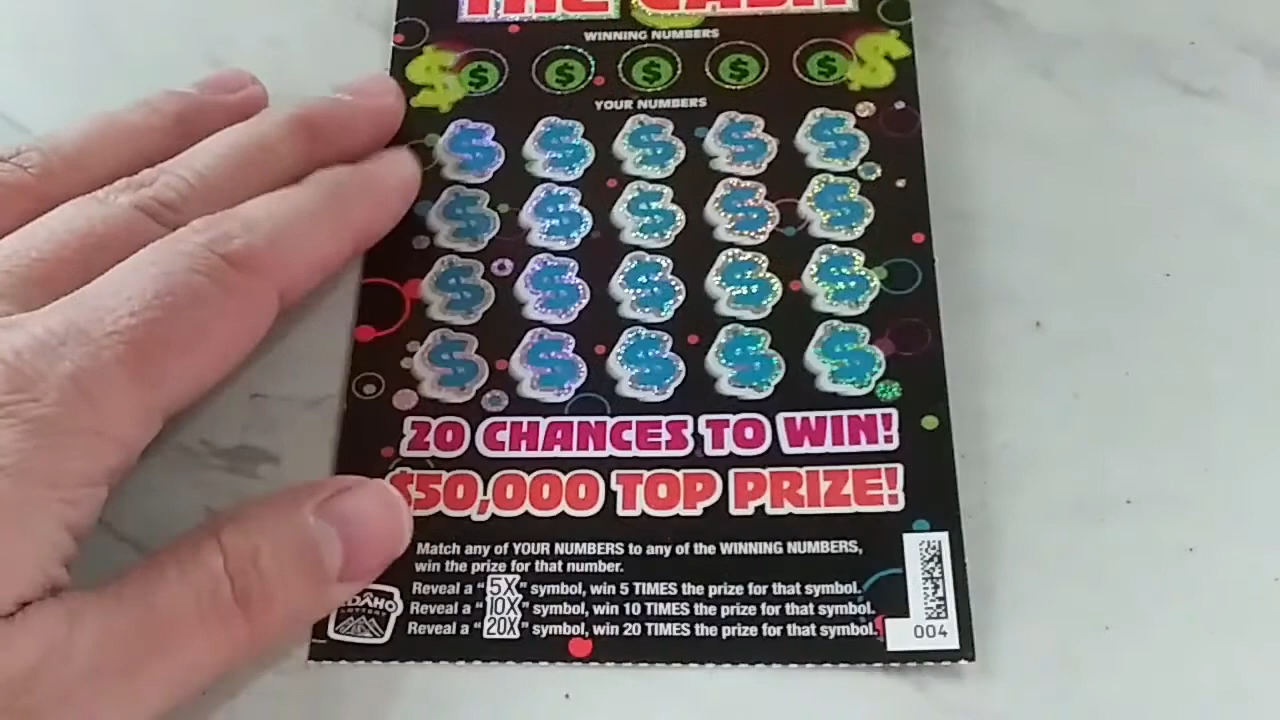 THE CASH
WINNING NUMBERS
$ $ $ $ $ $ $
YOUR NUMBERS
$ $ $ $ $
$ $ $ $ $
$ $ $ $ $
$ $ $ $ $
20 CHANCES TO WIN!
$50,000 TOP PRIZE!
Match any of YOUR NUMBERS to any of the WINNING NUMBERS,
win the prize for that number.
Reveal a "5X" symbol, win 5 TIMES the prize for that symbol.
Reveal a "10X" symbol, win 10 TIMES the prize for that symbol.
Reveal a "20X" symbol, win 20 TIMES the prize for that symbol.
IDAHO
LOTTERY
004